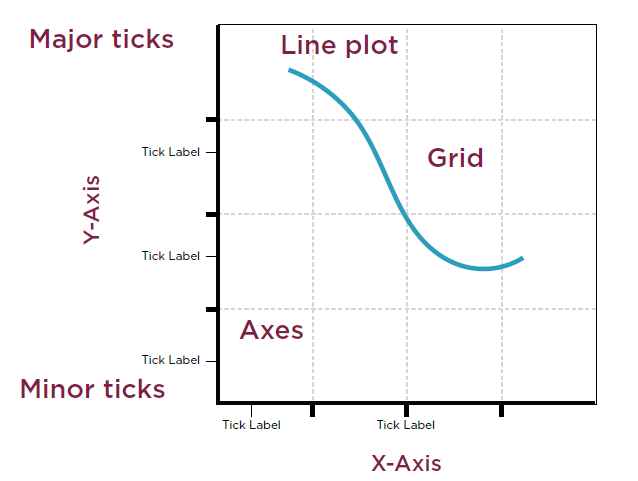 Major ticks
Line plot
Tick Label
Grid
Y-Axis
Tick Label
Axes
Tick Label
Minor ticks
Tick Label
Tick Label
X-Axis